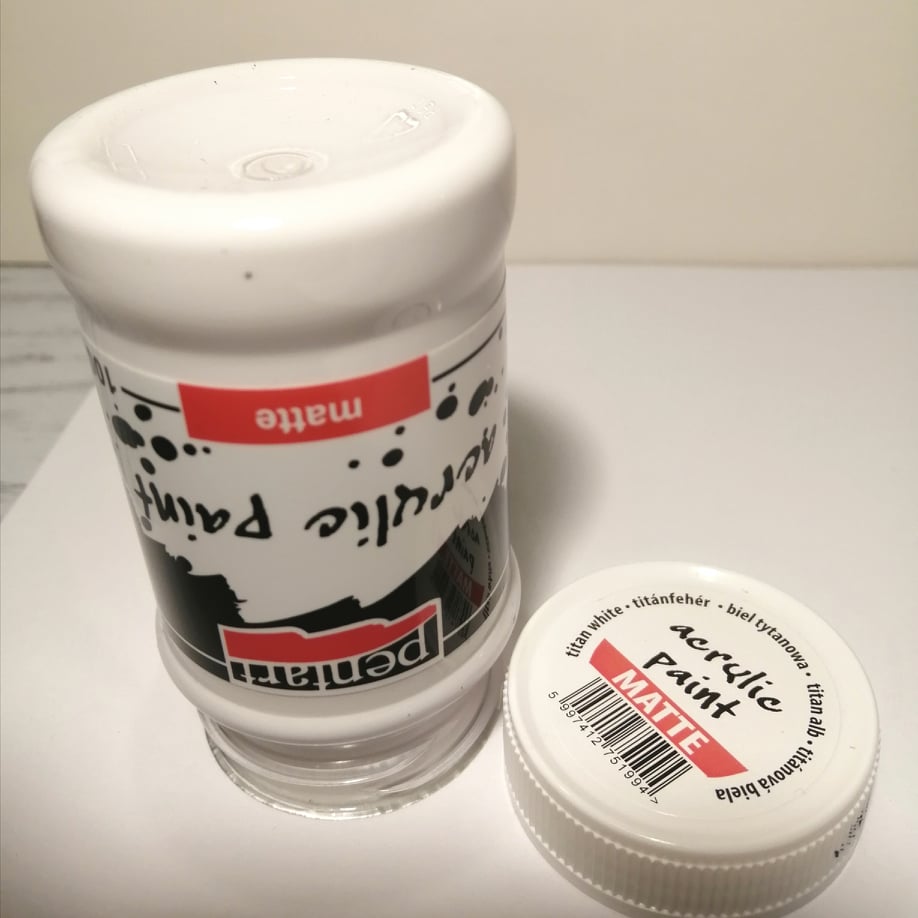 matte
acrylic paint
pentart
titan white • titánfehér • biel tytanowa • titan alb • titánová biela
acrylic
paint
MATTE
5 997412 751994 >